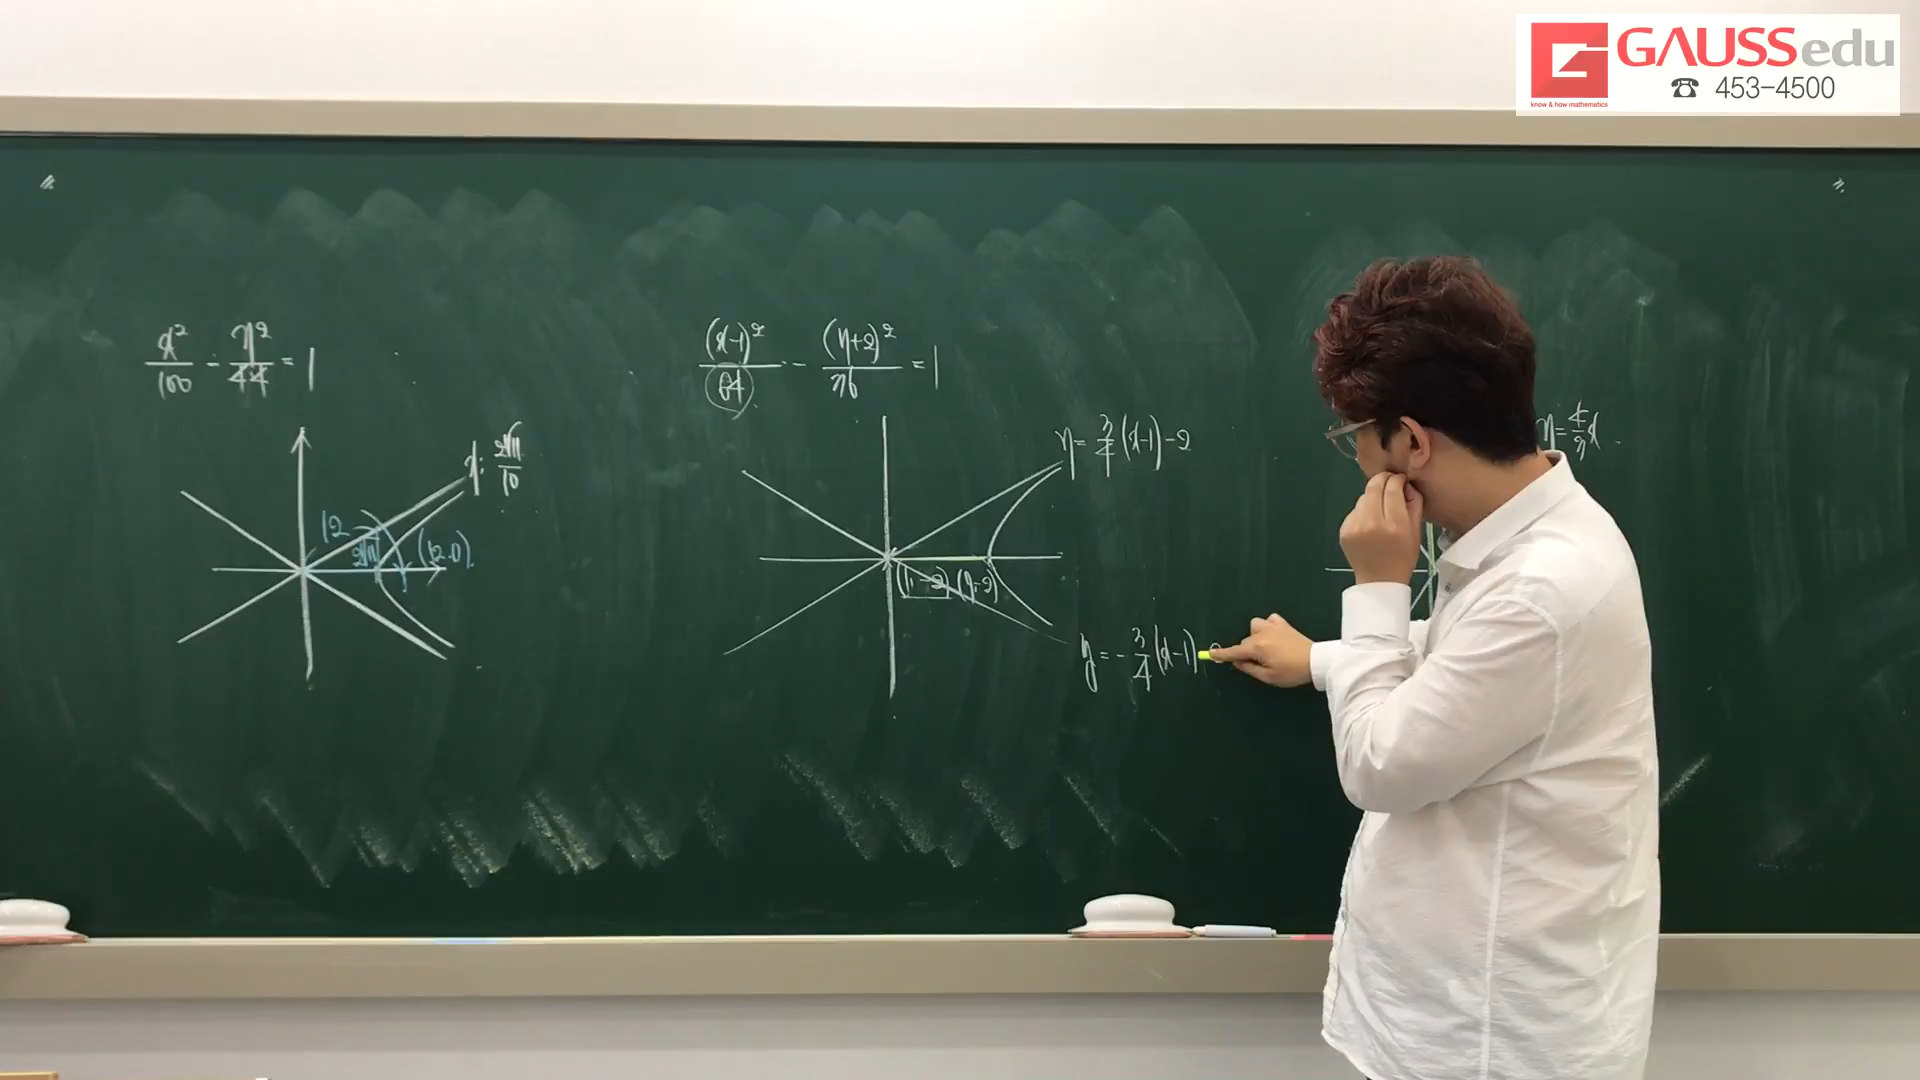 GAUSSedu
know & how mathematics
☎ 453-4500
x²/100 - y²/44 = 1
(x-1)²/64 - (y+2)²/36 = 1
y = 3/4 (x-1) - 2
y = 4/3 x
2√11/10
12
2√11
(12.0)
(1, -2)
(9, -2)
y = - 3/4 (x-1) - 2